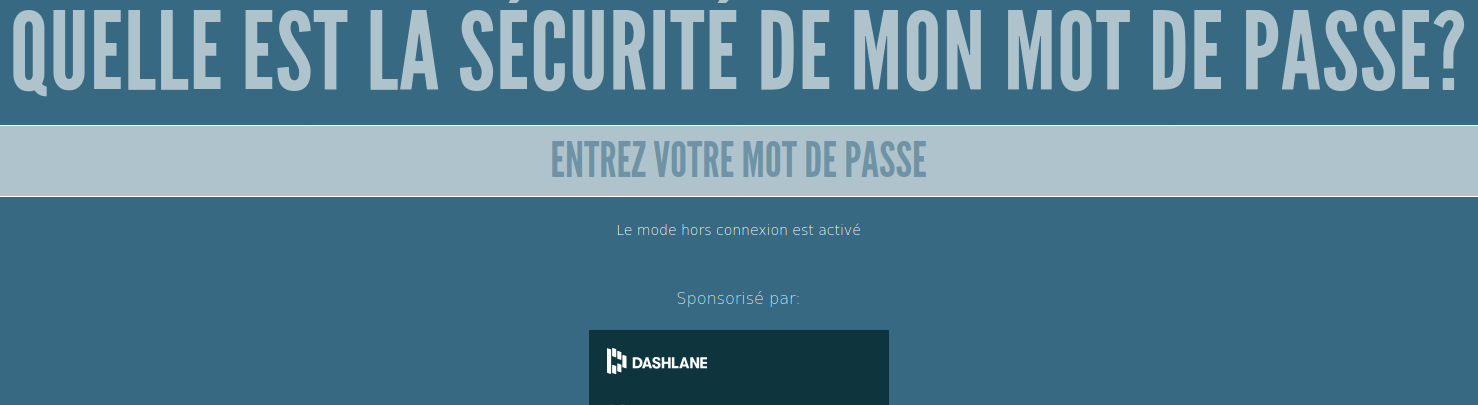 QUELLE EST LA SÉCURITÉ DE MON MOT DE PASSE?
ENTREZ VOTRE MOT DE PASSE
Le mode hors connexion est activé
Sponsorisé par:
DASHLANE